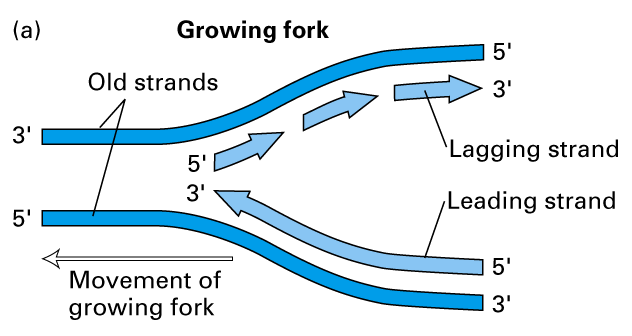 (a)
Growing fork
5'
Old strands
3'
3'
5'
Lagging strand
3'
Leading strand
5'
5'
Movement of
growing fork
3'